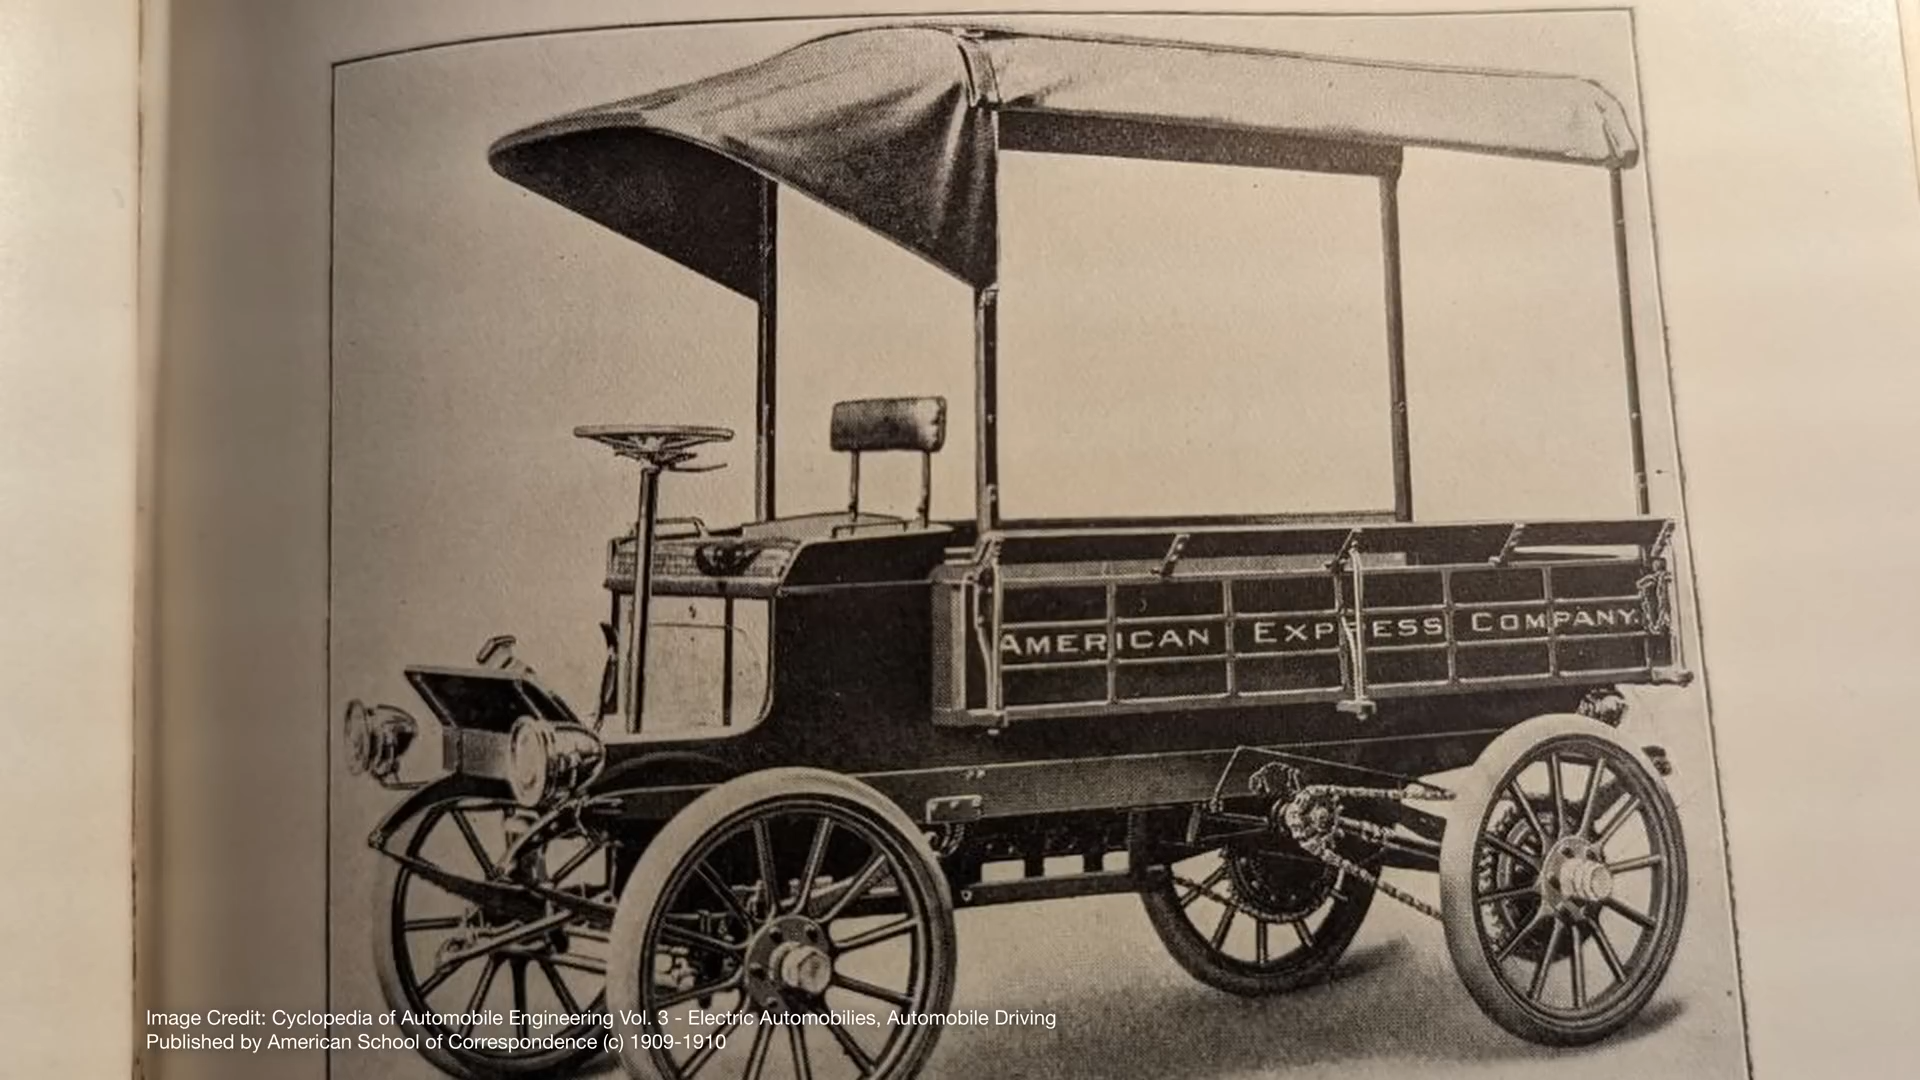 AMERICAN EXPRESS COMPANY.
Image Credit: Cyclopedia of Automobile Engineering Vol. 3 - Electric Automobilies, Automobile Driving
Published by American School of Correspondence (c) 1909-1910